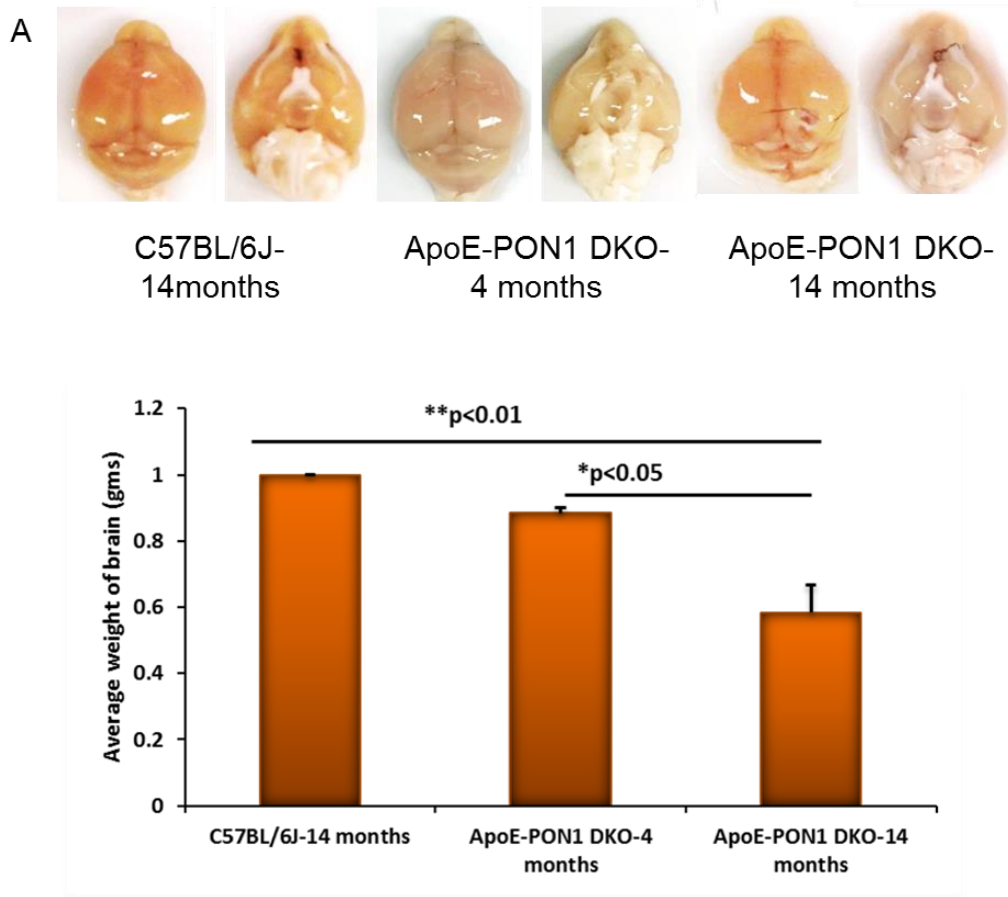 A
C57BL/6J-
14months
ApoE-PON1 DKO-
4 months
ApoE-PON1 DKO-
14 months
1.2
1
0.8
0.6
0.4
0.2
0
Average weight of brain (gms)
**p<0.01
*p<0.05
C57BL/6J-14 months
ApoE-PON1 DKO-4
months
ApoE-PON1 DKO-14
months